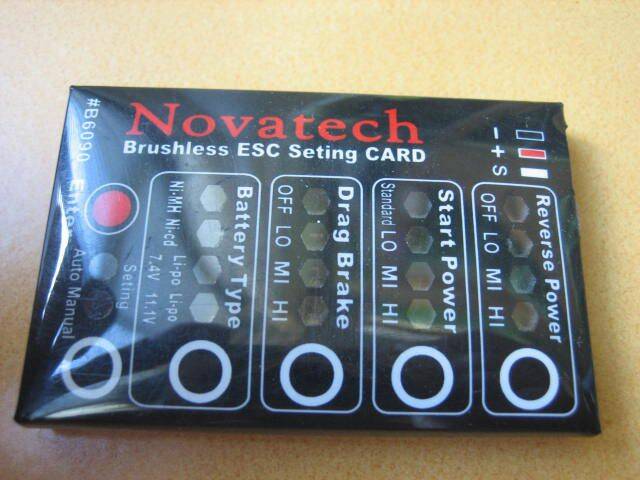 Novatech
Brushless ESC Seting CARD
#B6090
- + S
Enter
Seting
Auto Manual
Battery Type
Ni-MH Ni-cd Li-po Li-po
7.4V 11.1V
Drag Brake
OFF LO MI HI
Start Power
Standard LO MI HI
Reverse Power
OFF LO MI HI